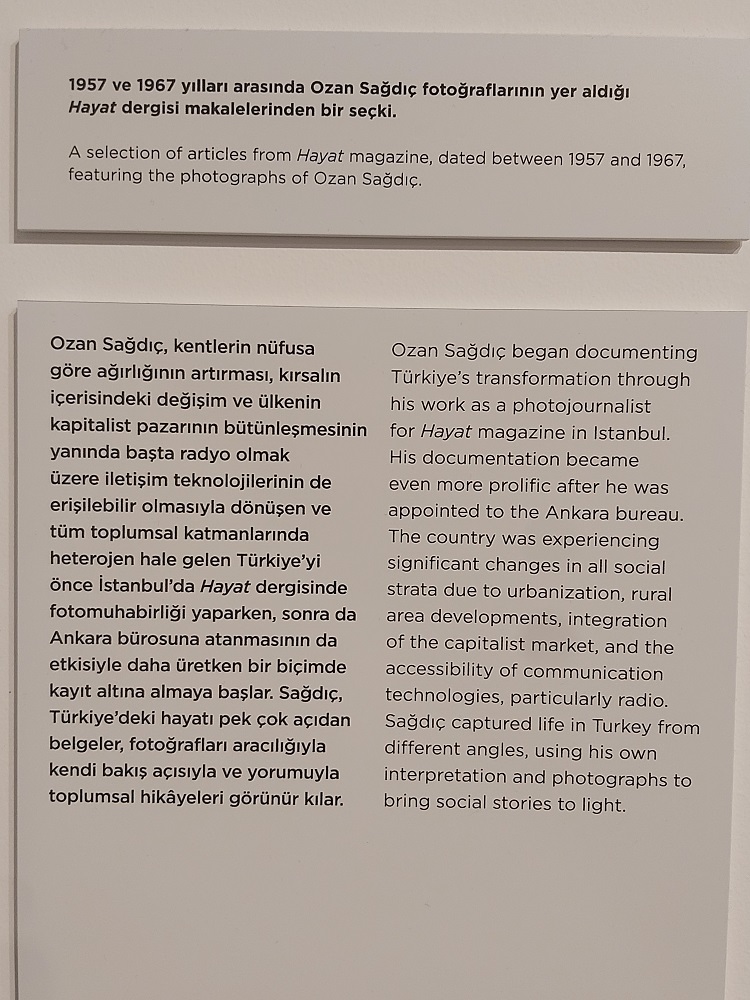 1957 ve 1967 yılları arasında Ozan Sağdıç fotoğraflarının yer aldığı
Hayat dergisi makalelerinden bir seçki.
A selection of articles from Hayat magazine, dated between 1957 and 1967,
featuring the photographs of Ozan Sağdıç.
Ozan Sağdıç, kentlerin nüfusa
göre ağırlığının artırması, kırsalın
içerisindeki değişim ve ülkenin
kapitalist pazarının bütünleşmesinin
yanında başta radyo olmak
üzere iletişim teknolojilerinin de
erişilebilir olmasıyla dönüşen ve
tüm toplumsal katmanlarında
heterojen hale gelen Türkiye'yi
önce İstanbul'da Hayat dergisinde
fotomuhabirliği yaparken, sonra da
Ankara bürosuna atanmasının da
etkisiyle daha üretken bir biçimde
kayıt altına almaya başlar. Sağdıç,
Türkiye'deki hayatı pek çok açıdan
belgeler, fotoğrafları aracılığıyla
kendi bakış açısıyla ve yorumuyla
toplumsal hikâyeleri görünür kılar.
Ozan Sağdıç began documenting
Türkiye's transformation through
his work as a photojournalist
for Hayat magazine in Istanbul.
His documentation became
even more prolific after he was
appointed to the Ankara bureau.
The country was experiencing
significant changes in all social
strata due to urbanization, rural
area developments, integration
of the capitalist market, and the
accessibility of communication
technologies, particularly radio.
Sağdıç captured life in Turkey from
different angles, using his own
interpretation and photographs to
bring social stories to light.